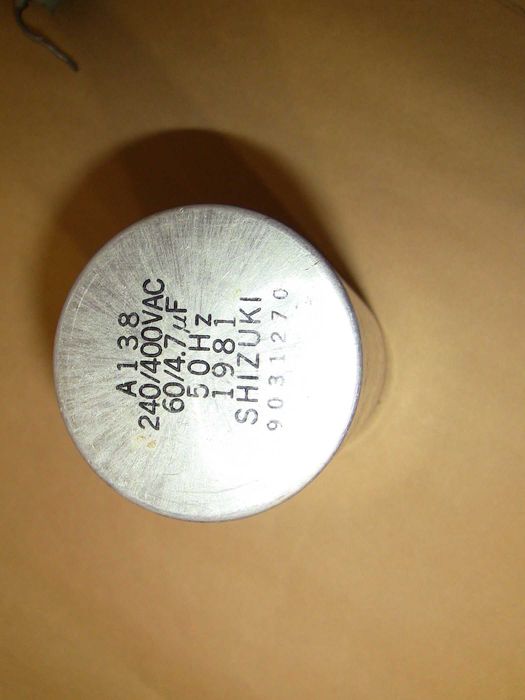 A138
240/400VAC
60/4.7μF
50Hz
1981
SHIZUKI
9031270